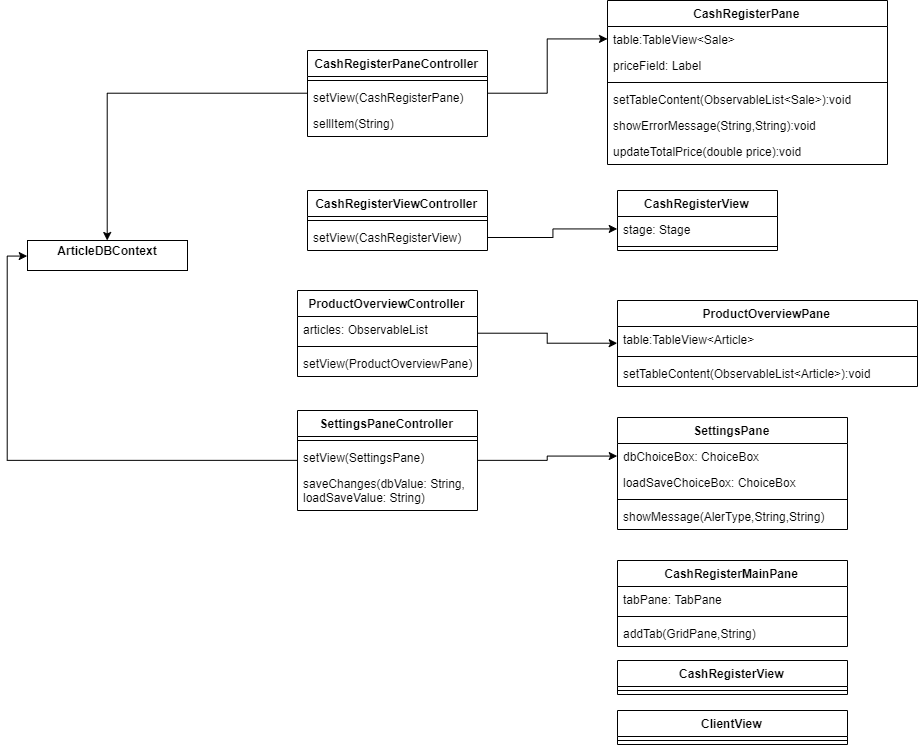 CashRegisterPane
table:TableView<Sale>
priceField: Label
setTableContent(ObservableList<Sale>):void
showErrorMessage(String,String):void
updateTotalPrice(double price):void
CashRegisterPaneController
setView(CashRegisterPane)
sellItem(String)
CashRegisterViewController
setView(CashRegisterView)
CashRegisterView
stage: Stage
ArticleDBContext
ProductOverviewController
articles: ObservableList
setView(ProductOverviewPane)
ProductOverviewPane
table:TableView<Article>
setTableContent(ObservableList<Article>):void
SettingsPaneController
setView(SettingsPane)
saveChanges(dbValue: String,
loadSaveValue: String)
SettingsPane
dbChoiceBox: ChoiceBox
loadSaveChoiceBox: ChoiceBox
showMessage(AlerType,String,String)
CashRegisterMainPane
tabPane: TabPane
addTab(GridPane,String)
CashRegisterView
ClientView